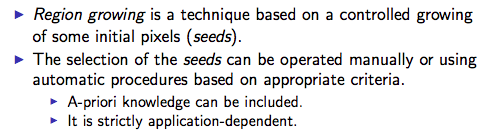 Region growing is a technique based on a controlled growing
of some initial pixels (seeds).
The selection of the seeds can be operated manually or using
automatic procedures based on appropriate criteria.
A-priori knowledge can be included.
It is strictly application-dependent.